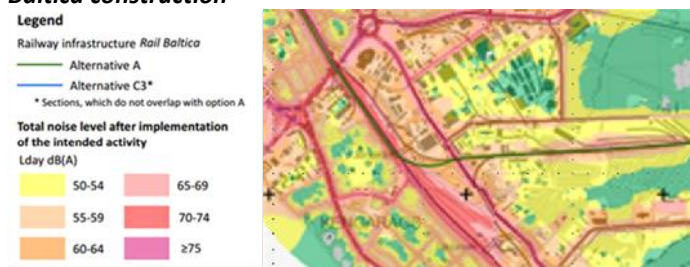 Baltica construction
Legend
Railway infrastructure Rail Baltica
Alternative A
Alternative C3*
* Sections, which do not overlap with option A
Total noise level after implementation
of the intended activity
Lday dB(A)
50-54 65-69
55-59 70-74
60-64 ≥75